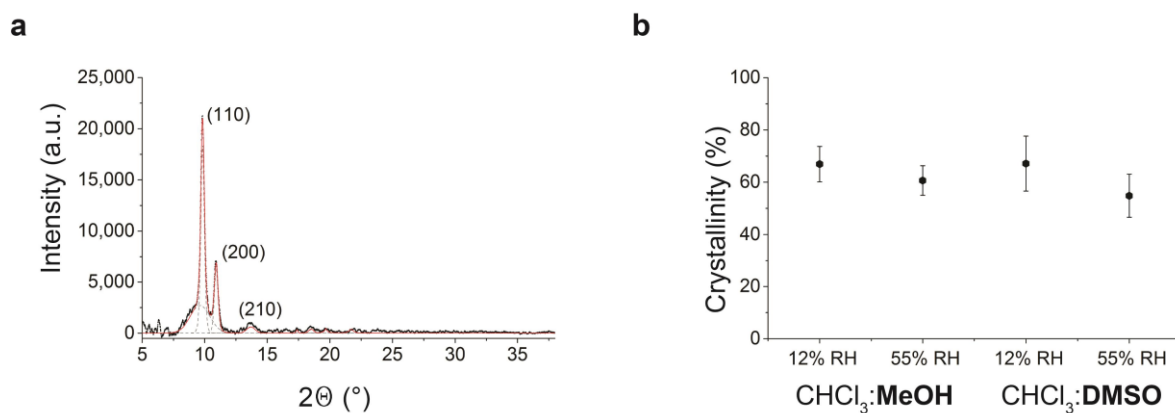 a
25,000
20,000
15,000
10,000
5,000
0
Intensity (a.u.)
(110)
(200)
(210)
5 10 15 20 25 30 35
2Θ (°)
b
100
80
60
40
20
0
Crystallinity (%)
12% RH 55% RH 12% RH 55% RH
CHCl₃:MeOH CHCl₃:DMSO